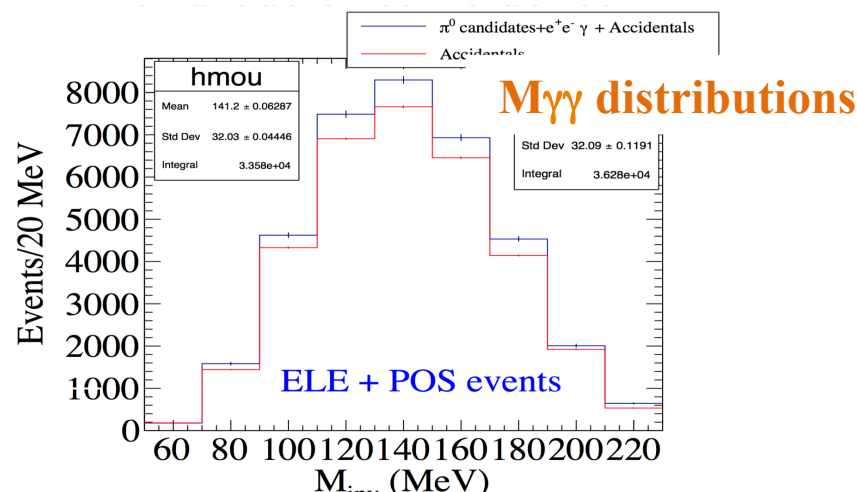 π⁰ candidates+e⁺e⁻ γ + Accidentals
Accidentals
Mγγ distributions
hmou
Mean 141.2 ± 0.06287
Std Dev 32.03 ± 0.04446
Integral 3.358e+04
Std Dev 32.09 ± 0.1191
Integral 3.628e+04
Events/20 MeV
8000
7000
6000
5000
4000
3000
2000
1000
0
ELE + POS events
60 80 100 120 140 160 180 200 220
M_inv (MeV)